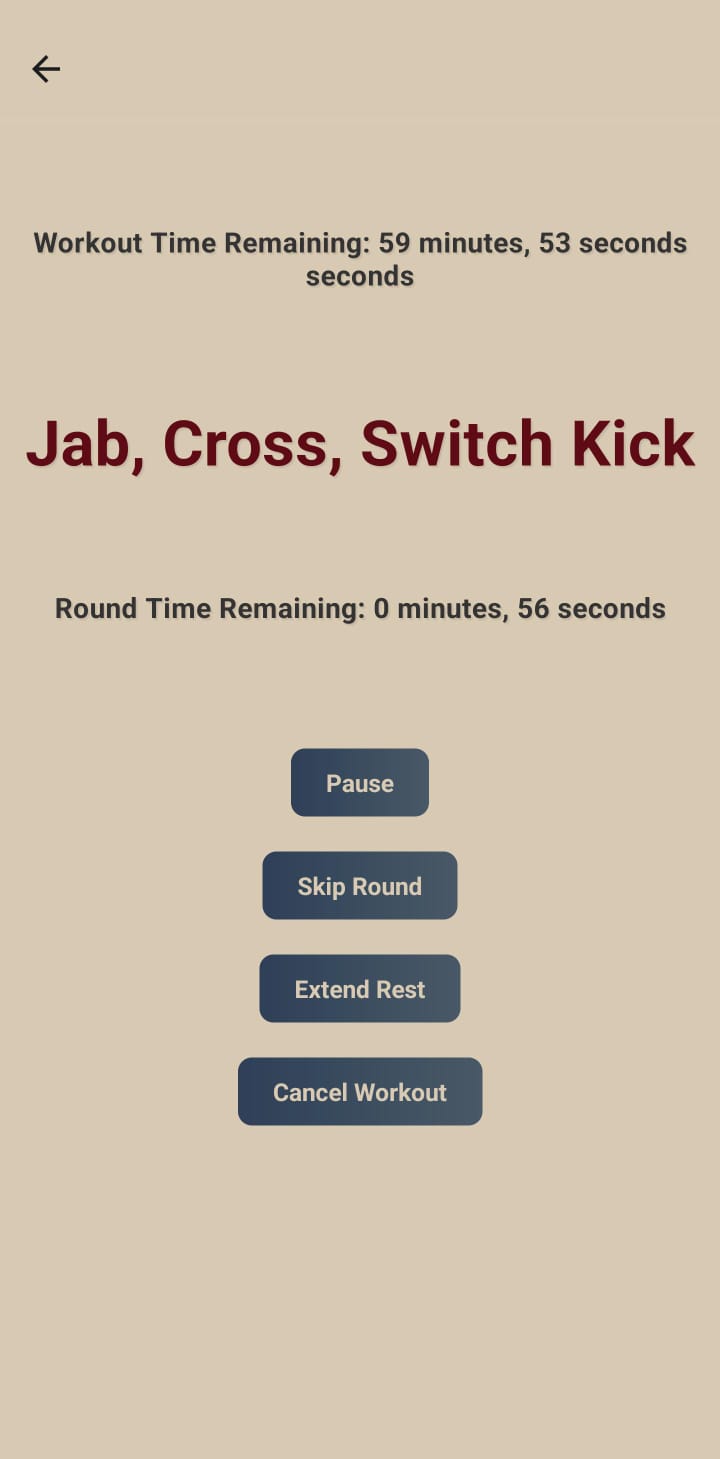 Workout Time Remaining: 59 minutes, 53 seconds
seconds
Jab, Cross, Switch Kick
Round Time Remaining: 0 minutes, 56 seconds
Pause
Skip Round
Extend Rest
Cancel Workout